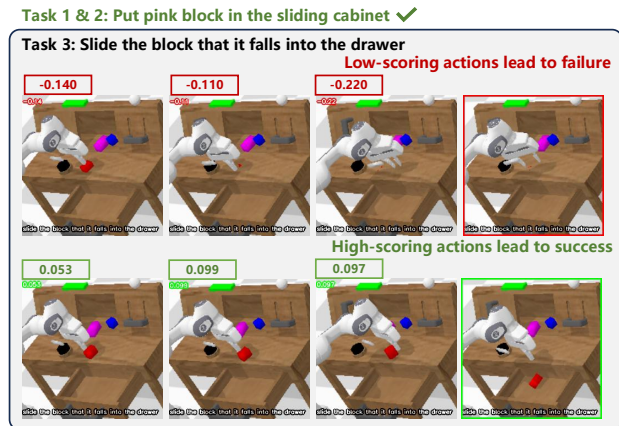 Task 1 & 2: Put pink block in the sliding cabinet ✓
Task 3: Slide the block that it falls into the drawer
Low-scoring actions lead to failure
-0.140 -0.110 -0.220
-0.14 -0.11 -0.22
slide the block that it falls into the drawer slide the block that it falls into the drawer slide the block that it falls into the drawer slide the block that it falls into the drawer
High-scoring actions lead to success
0.053 0.099 0.097
slide the block that it falls into the drawer slide the block that it falls into the drawer slide the block that it falls into the drawer slide the block that it falls into the drawer